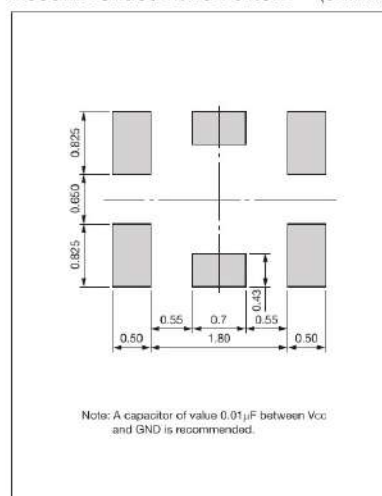 0.825
0.650
0.825
0.43
0.55 0.7 0.55
0.50 1.80 0.50
Note: A capacitor of value 0.01µF between Vcc
and GND is recommended.